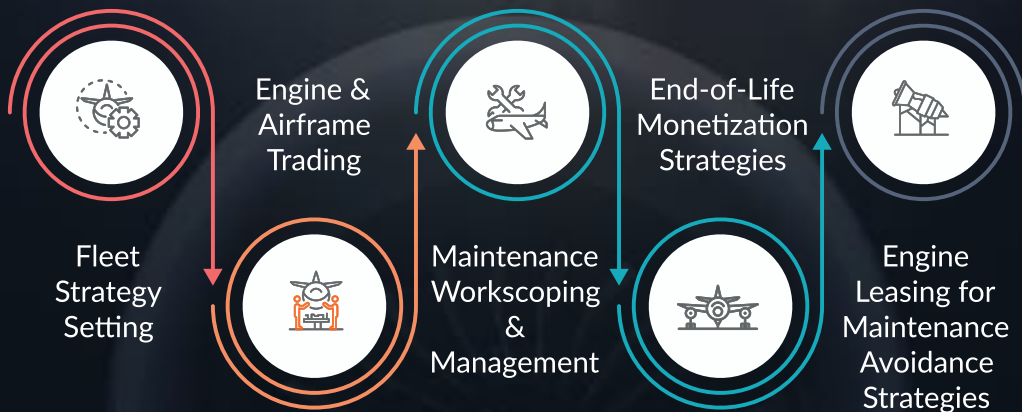 Fleet
Strategy
Setting
Engine &
Airframe
Trading
Maintenance
Workscoping
&
Management
End-of-Life
Monetization
Strategies
Engine
Leasing for
Maintenance
Avoidance
Strategies